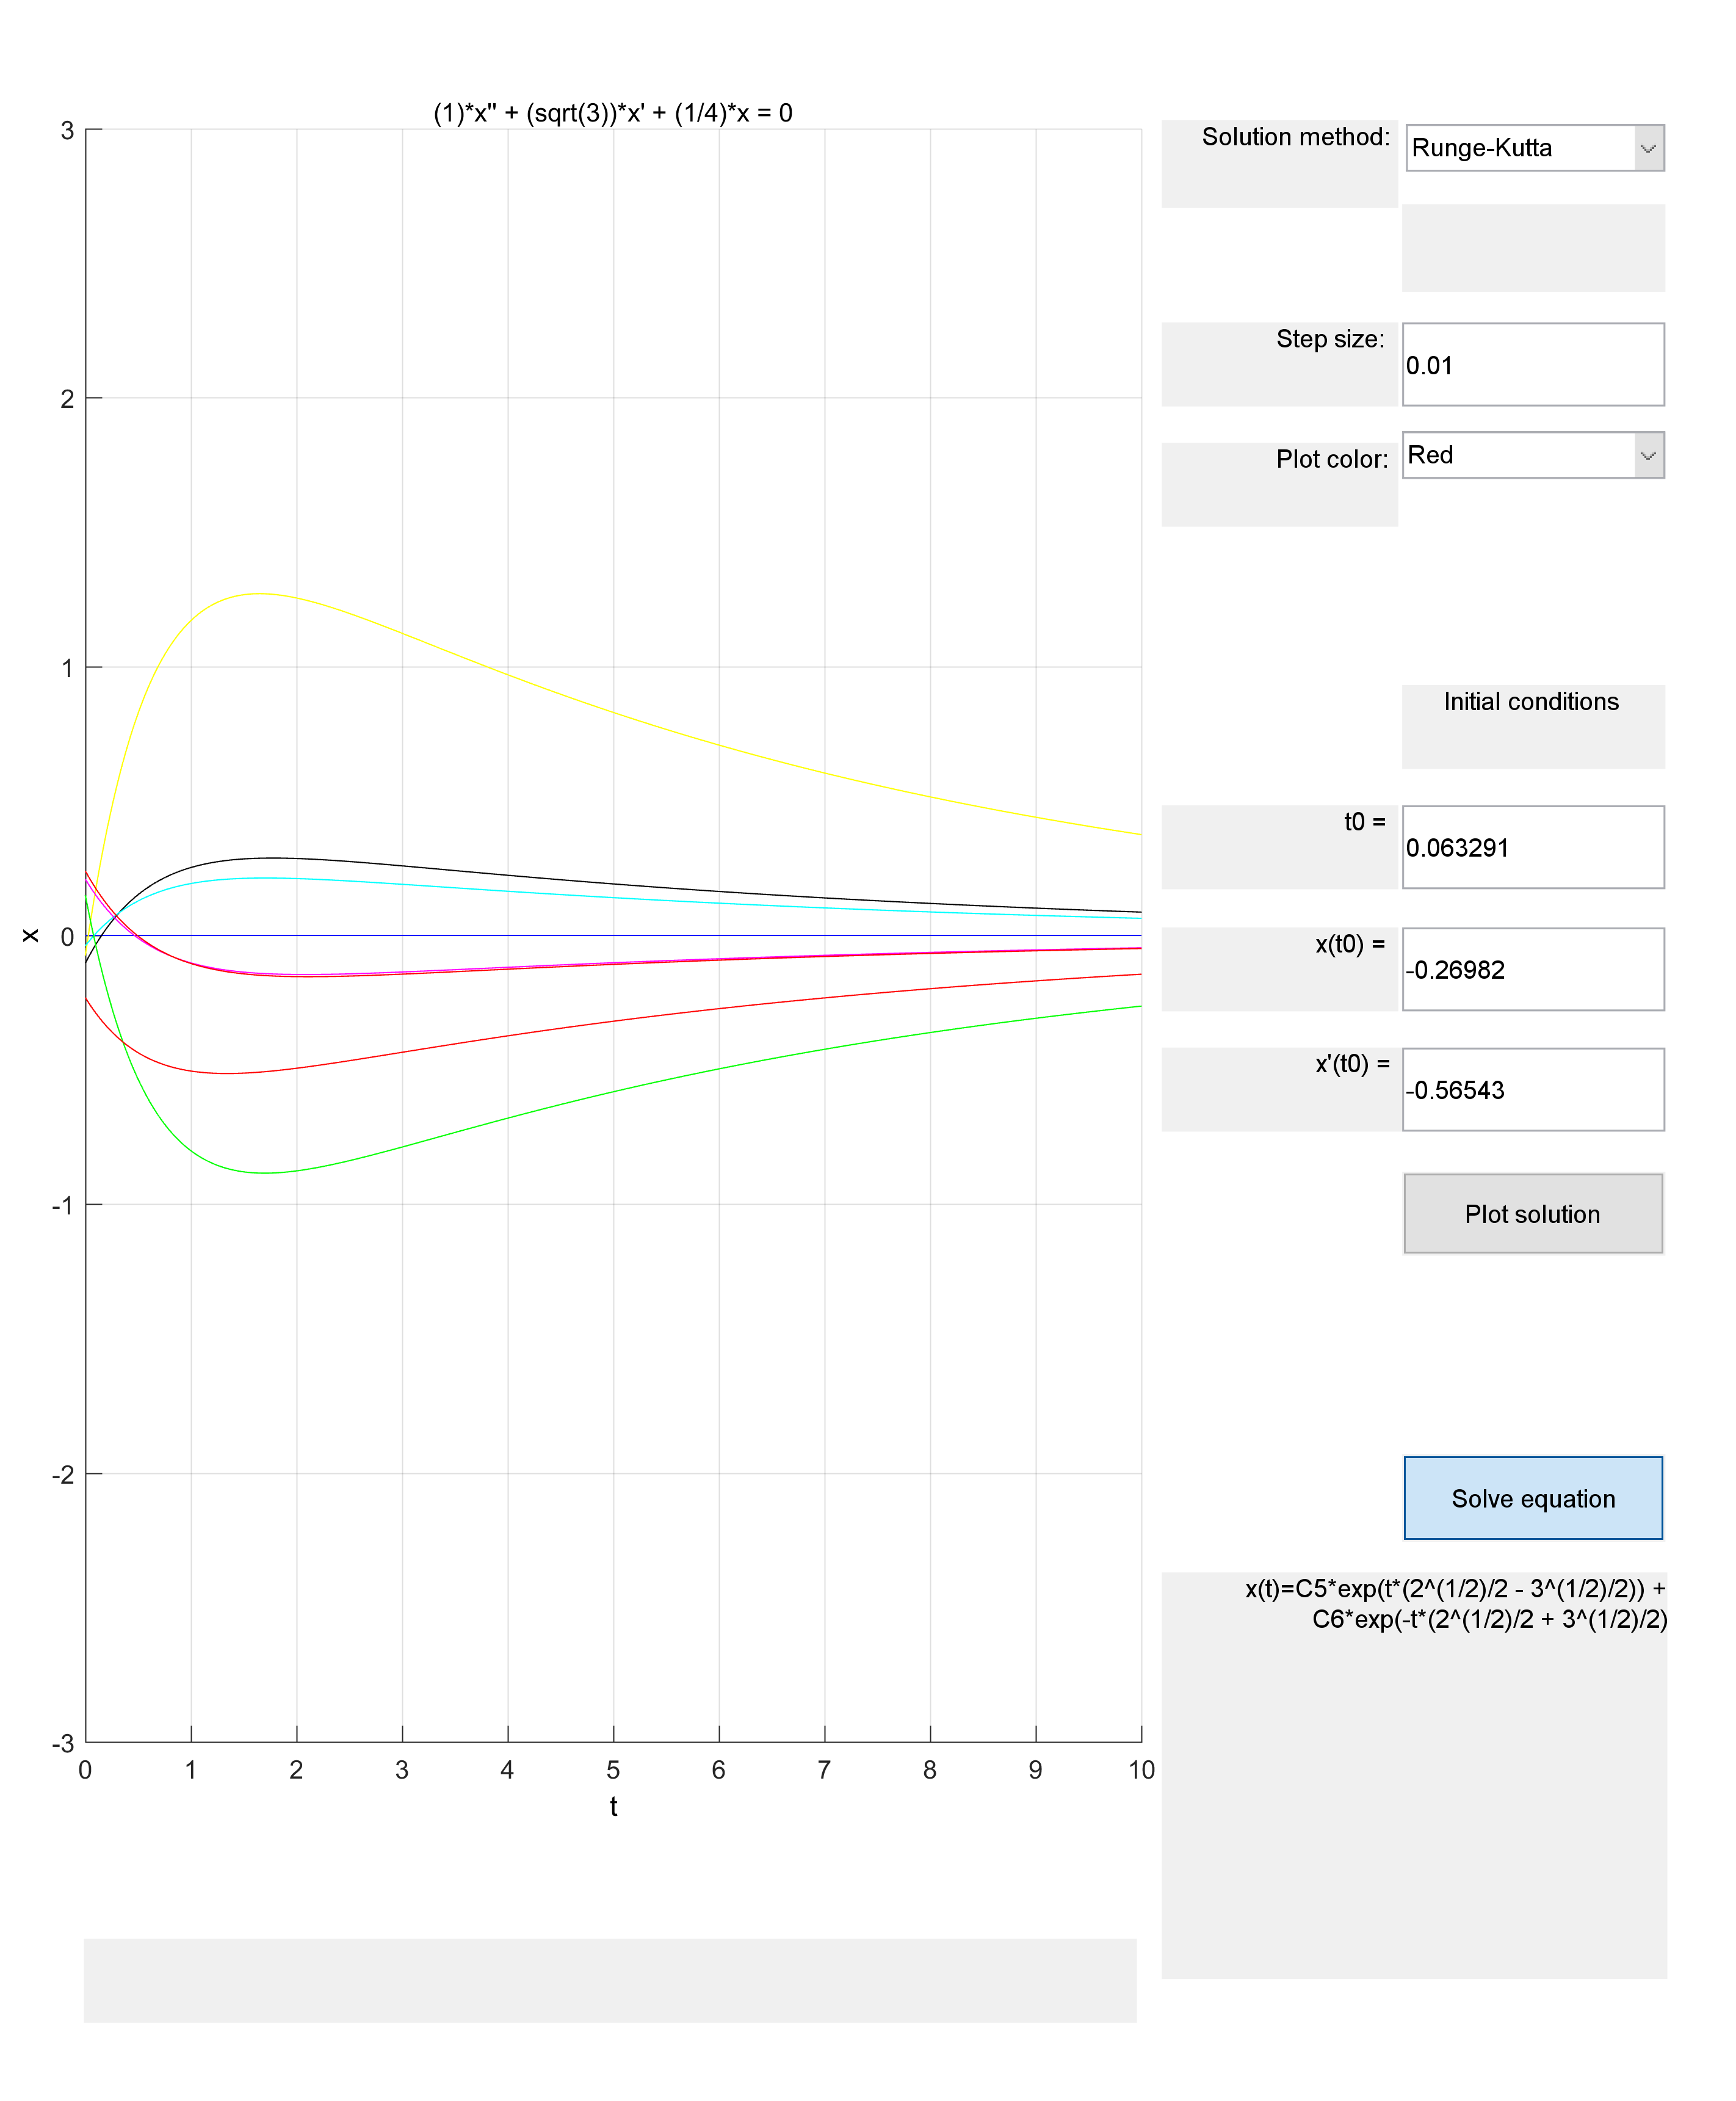 (1)*x'' + (sqrt(3))*x' + (1/4)*x = 0
3
2
1
0
-1
-2
-3
x
0 1 2 3 4 5 6 7 8 9 10
t
Solution method:
Runge-Kutta
Step size:
0.01
Plot color:
Red
Initial conditions
t0 =
0.063291
x(t0) =
-0.26982
x'(t0) =
-0.56543
Plot solution
Solve equation
x(t)=C5*exp(t*(2^(1/2)/2 - 3^(1/2)/2)) +
C6*exp(-t*(2^(1/2)/2 + 3^(1/2)/2)